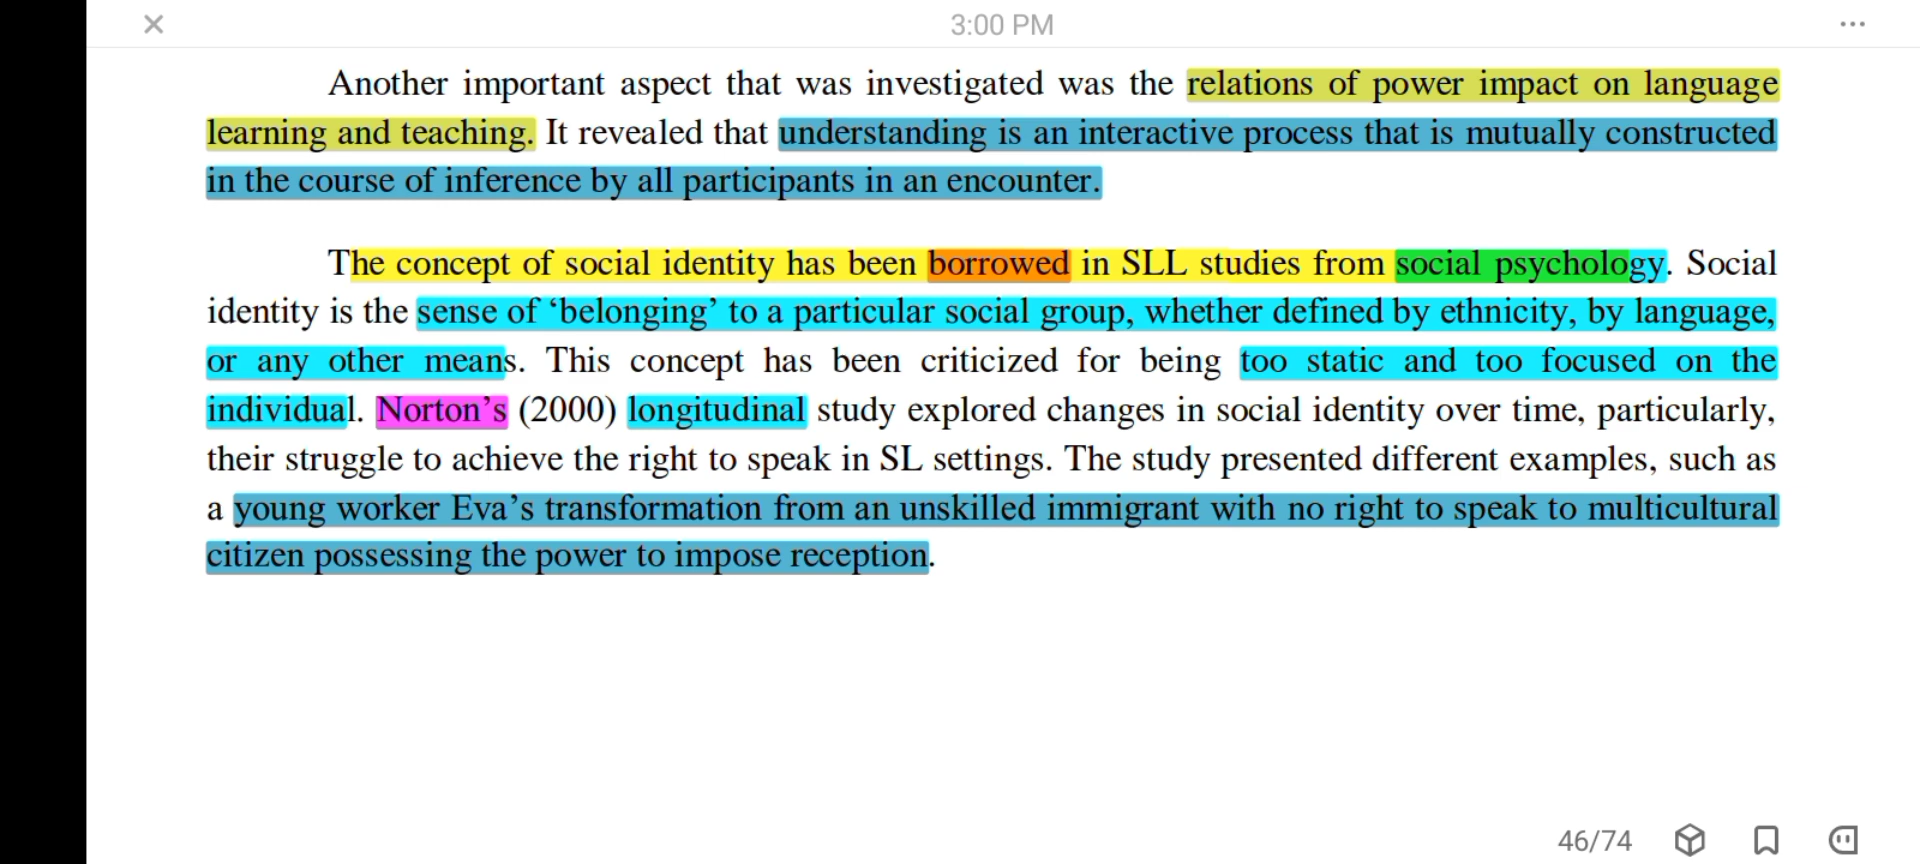 3:00 PM
Another important aspect that was investigated was the relations of power impact on language
learning and teaching. It revealed that understanding is an interactive process that is mutually constructed
in the course of inference by all participants in an encounter.
The concept of social identity has been borrowed in SLL studies from social psychology. Social
identity is the sense of ‘belonging’ to a particular social group, whether defined by ethnicity, by language,
or any other means. This concept has been criticized for being too static and too focused on the
individual. Norton’s (2000) longitudinal study explored changes in social identity over time, particularly,
their struggle to achieve the right to speak in SL settings. The study presented different examples, such as
a young worker Eva’s transformation from an unskilled immigrant with no right to speak to multicultural
citizen possessing the power to impose reception.
46/74